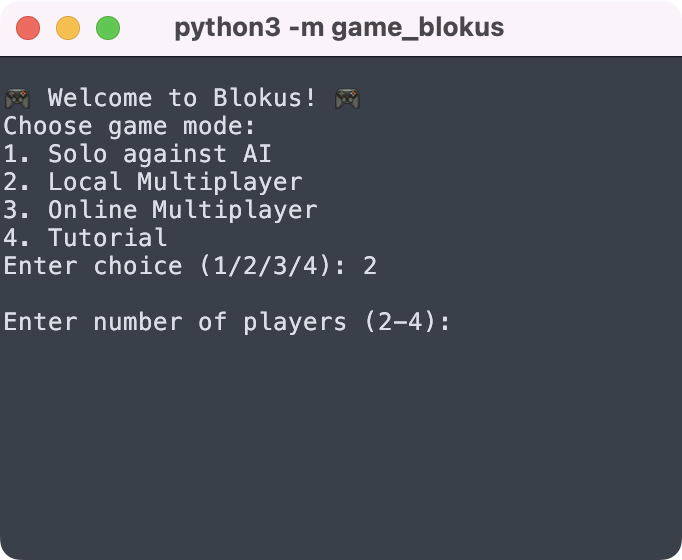 python3 -m game_blokus
🎮 Welcome to Blokus! 🎮
Choose game mode:
1. Solo against AI
2. Local Multiplayer
3. Online Multiplayer
4. Tutorial
Enter choice (1/2/3/4): 2
Enter number of players (2-4):